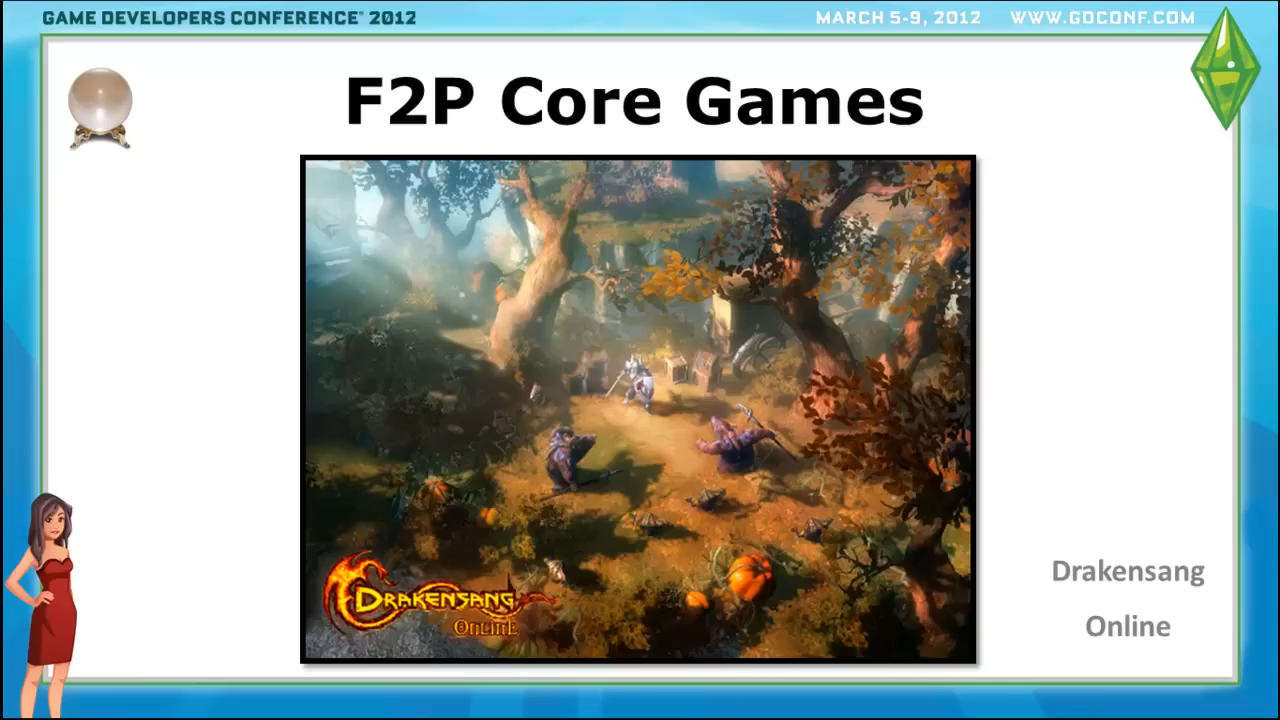 GAME DEVELOPERS CONFERENCE® 2012
MARCH 5-9, 2012 WWW.GDCONF.COM
F2P Core Games
DRAKENSANG
ONLINE
Drakensang
Online